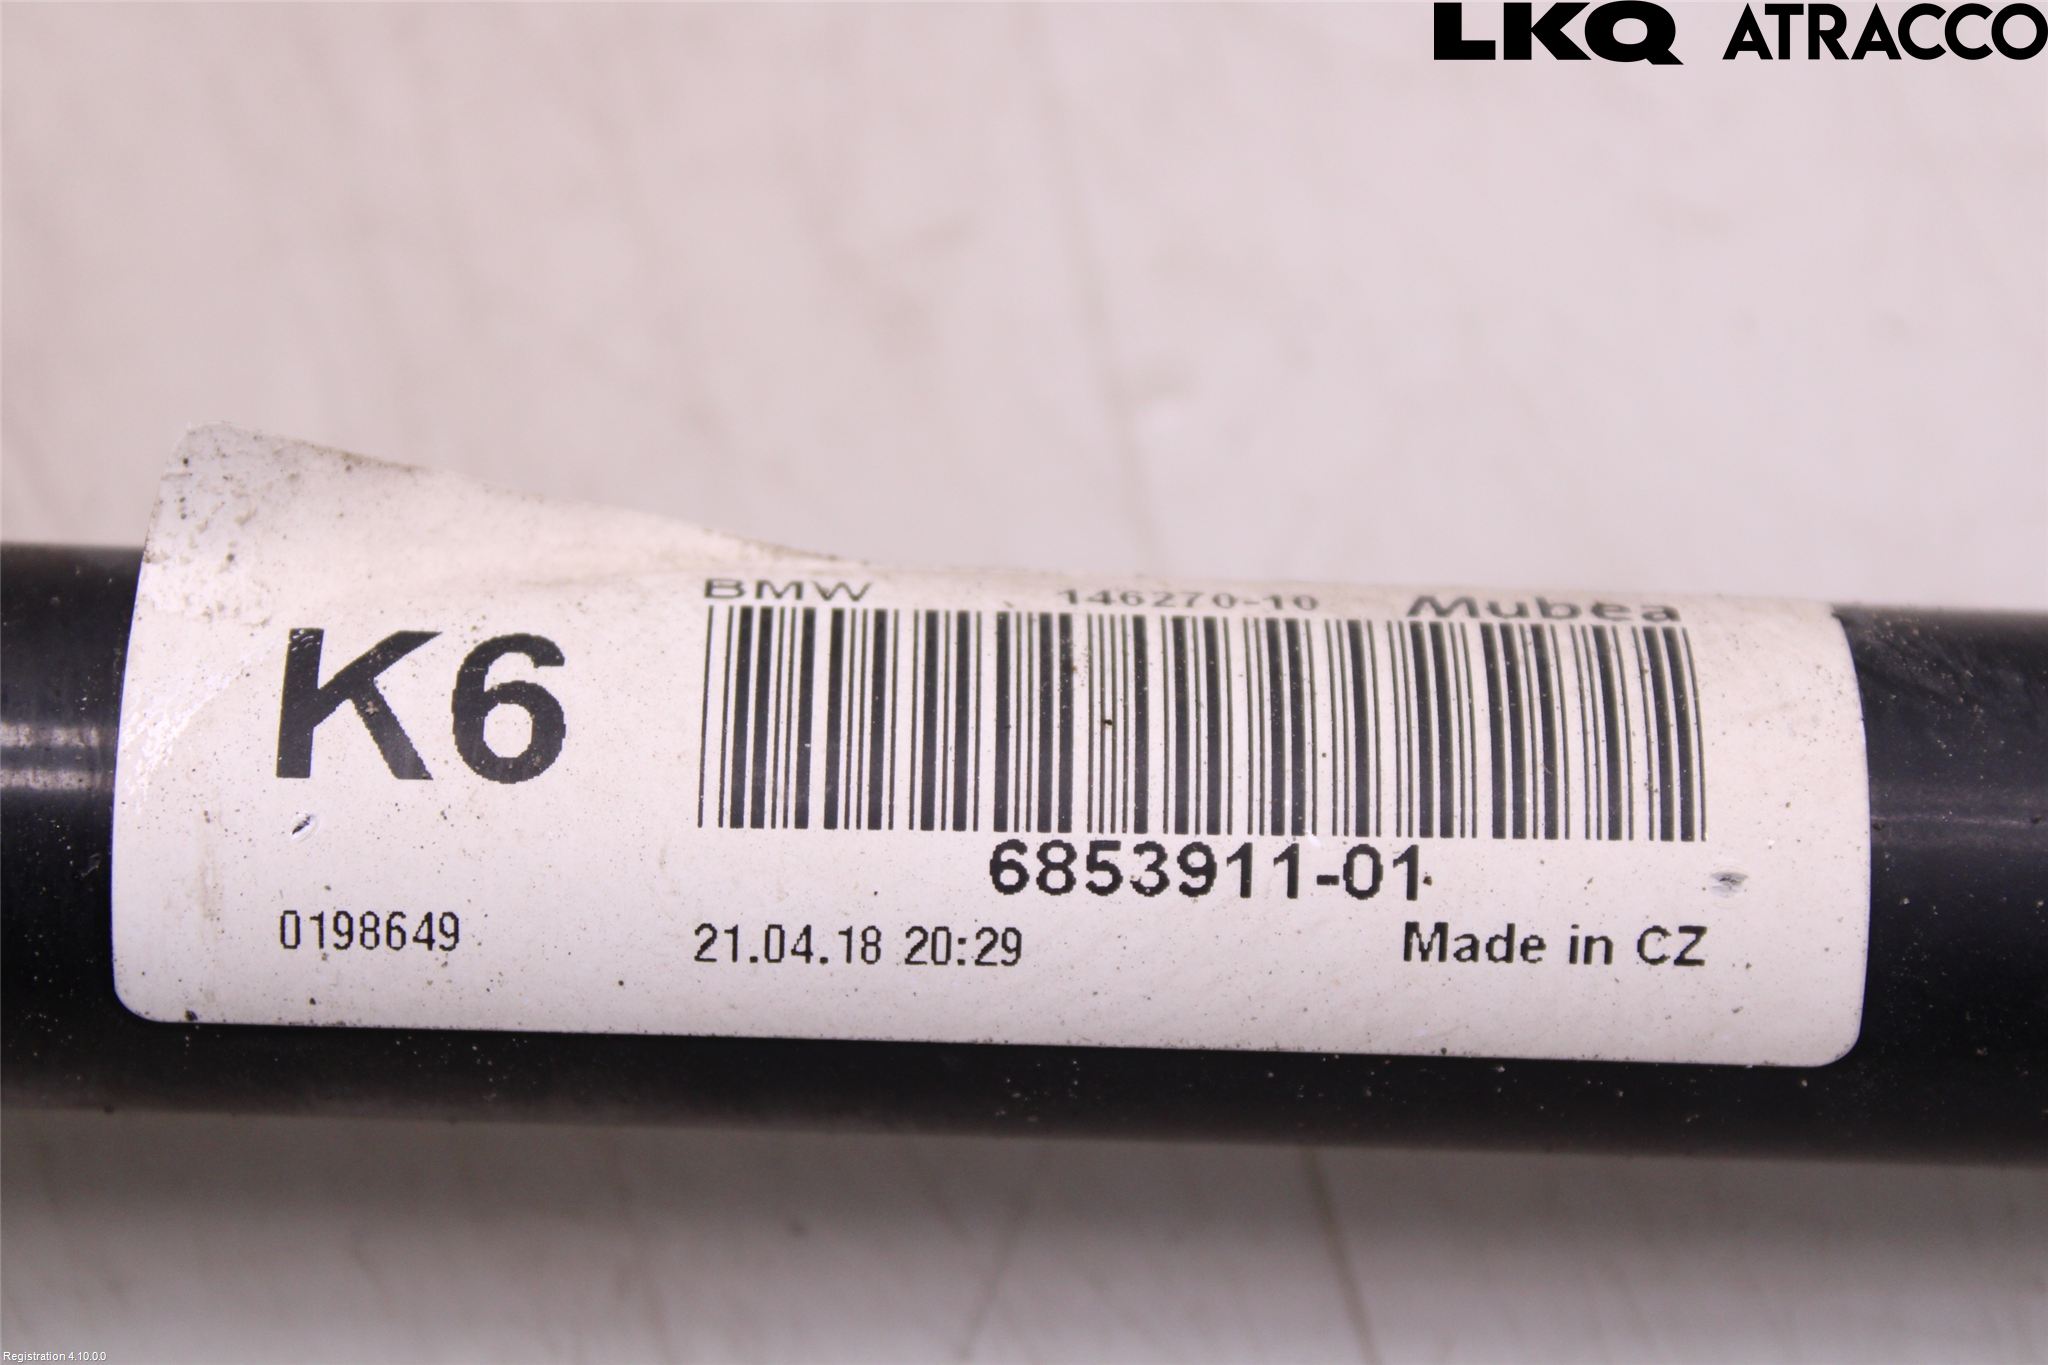 LKQ ATRACCO
BMW 146270-10 Mubea
K6
6853911-01
0198649 21.04.18 20:29 Made in CZ
Registration 4.10.0.0